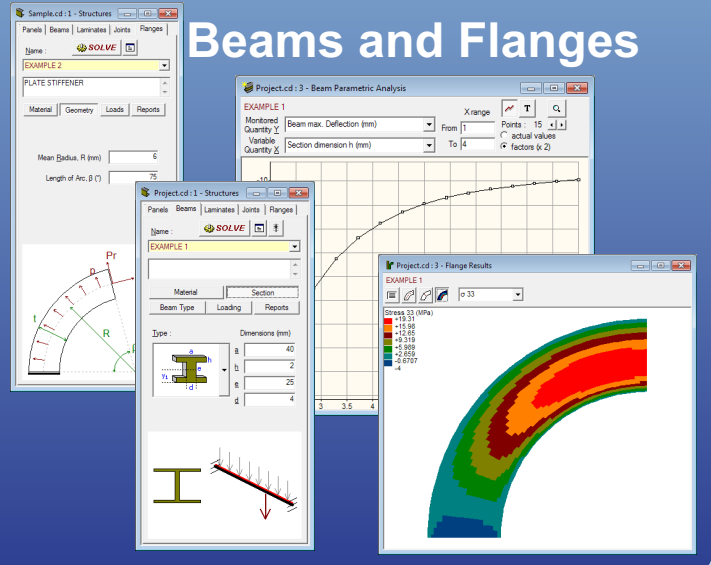 Beams and Flanges
Sample.cd : 1 - Structures
Panels Beams Laminates Joints Flanges
Name : SOLVE
EXAMPLE 2
PLATE STIFFENER
Material Geometry Loads Reports
Mean Radius, R (mm) 6
Length of Arc, β (°) 75
Pr
p
t
R
Project.cd : 3 - Beam Parametric Analysis
EXAMPLE 1
Monitored Quantity Y Beam max. Deflection (mm)
Variable Quantity X Section dimension h (mm)
X range
From 1
To 4
T
Points : 15
actual values
factors (x 2)
-10
3 3.5 4
Project.cd : 1 - Structures
Panels Beams Laminates Joints Flanges
Name : SOLVE
EXAMPLE 1
Material Section
Beam Type Loading Reports
Type : Dimensions (mm)
a 40
h 2
e 25
d 4
a
h
e
y1
d
Project.cd : 3 - Flange Results
EXAMPLE 1
σ 33
Stress 33 (MPa)
+19.31
+15.98
+12.65
+9.319
+5.989
+2.659
-0.6707
-4